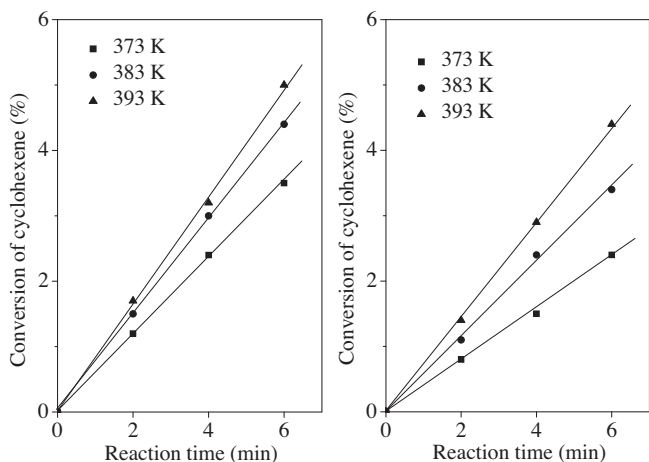 6
4
2
0
Conversion of cyclohexene (%)
373 K
383 K
393 K
0
2
4
6
Reaction time (min)
6
4
2
0
Conversion of cyclohexene (%)
373 K
383 K
393 K
0
2
4
6
Reaction time (min)